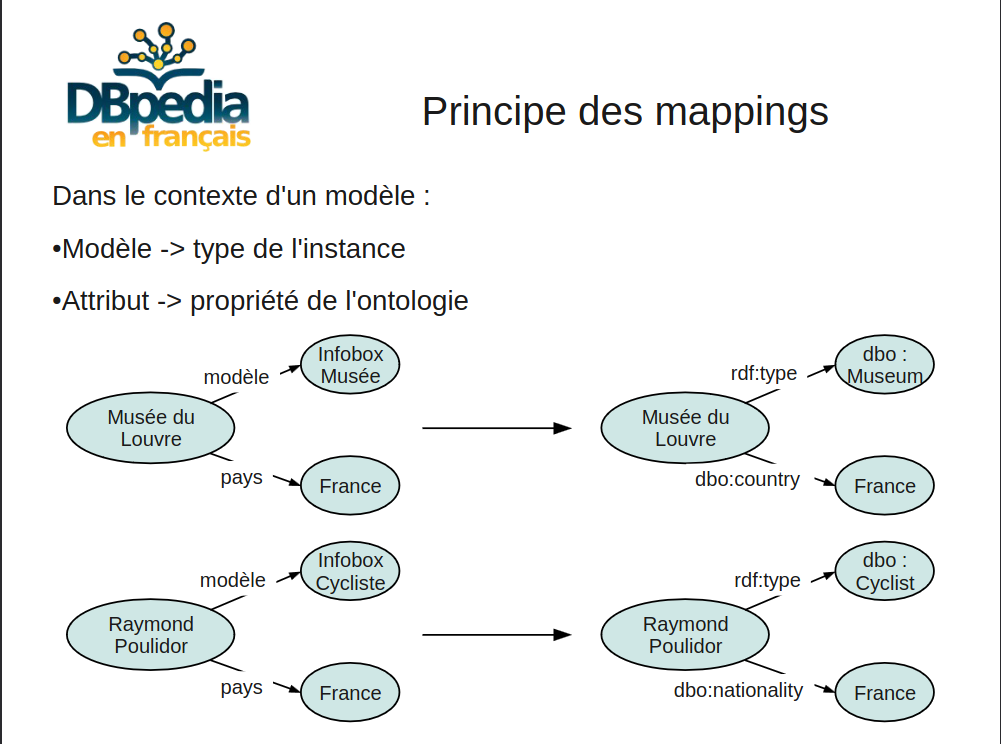 DBpedia
en français
Principe des mappings
Dans le contexte d'un modèle :
•Modèle -> type de l'instance
•Attribut -> propriété de l'ontologie
Infobox
Musée
modèle
Musée du
Louvre
pays
France
dbo :
Museum
rdf:type
Musée du
Louvre
dbo:country
France
Infobox
Cycliste
modèle
Raymond
Poulidor
pays
France
dbo :
Cyclist
rdf:type
Raymond
Poulidor
dbo:nationality
France